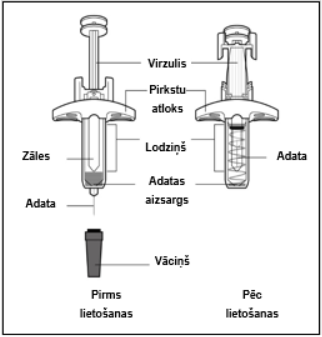 Virzulis
Pirkstu
atloks
Lodziņš
Zāles
Adata
Adatas
aizsargs
Adata
Vāciņš
Pirms
lietošanas
Pēc
lietošanas